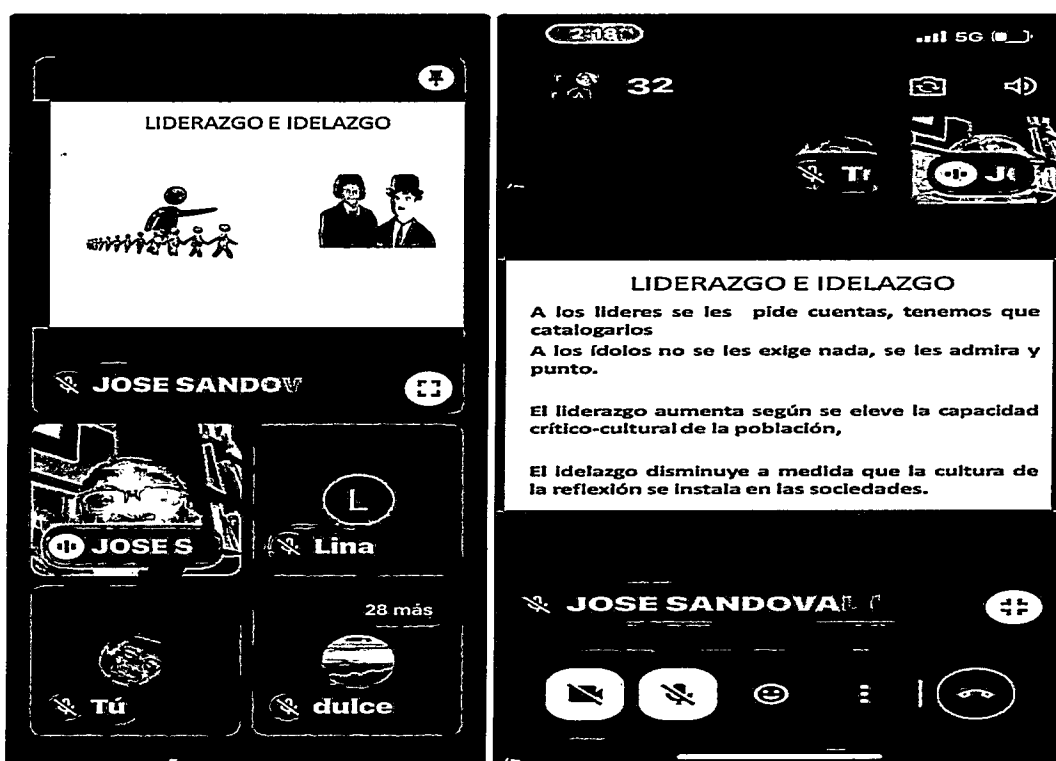 LIDERAZGO E IDELAZGO
JOSE SANDOV
JOSE S
L
Lina
28 más
Tú
dulce
2:18
5G
32
LIDERAZGO E IDELAZGO
A los lideres se les pide cuentas, tenemos que
catalogarlos
A los ídolos no se les exige nada, se les admira y
punto.
El liderazgo aumenta según se eleve la capacidad
crítico-cultural de la población,
El idelazgo disminuye a medida que la cultura de
la reflexión se instala en las sociedades.
JOSE SANDOVAL